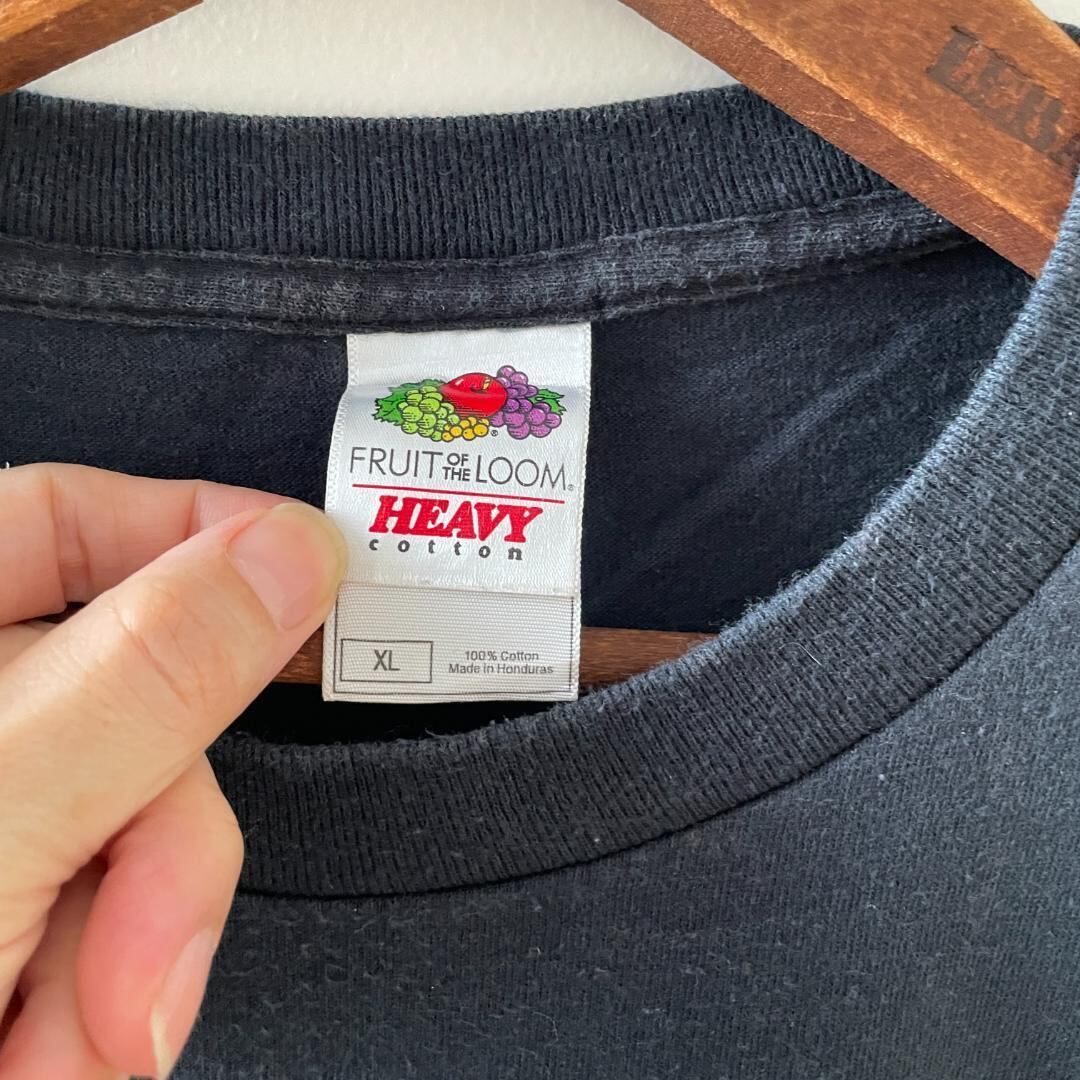 FRUIT OF THE LOOM®
HEAVY
cotton
XL
100% Cotton
Made in Honduras